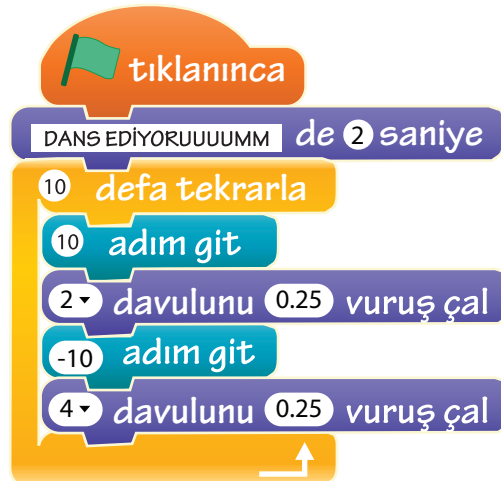 tıklanınca
DANS EDİYORUUUUMM de 2 saniye
10 defa tekrarla
10 adım git
2 davulunu 0.25 vuruş çal
-10 adım git
4 davulunu 0.25 vuruş çal